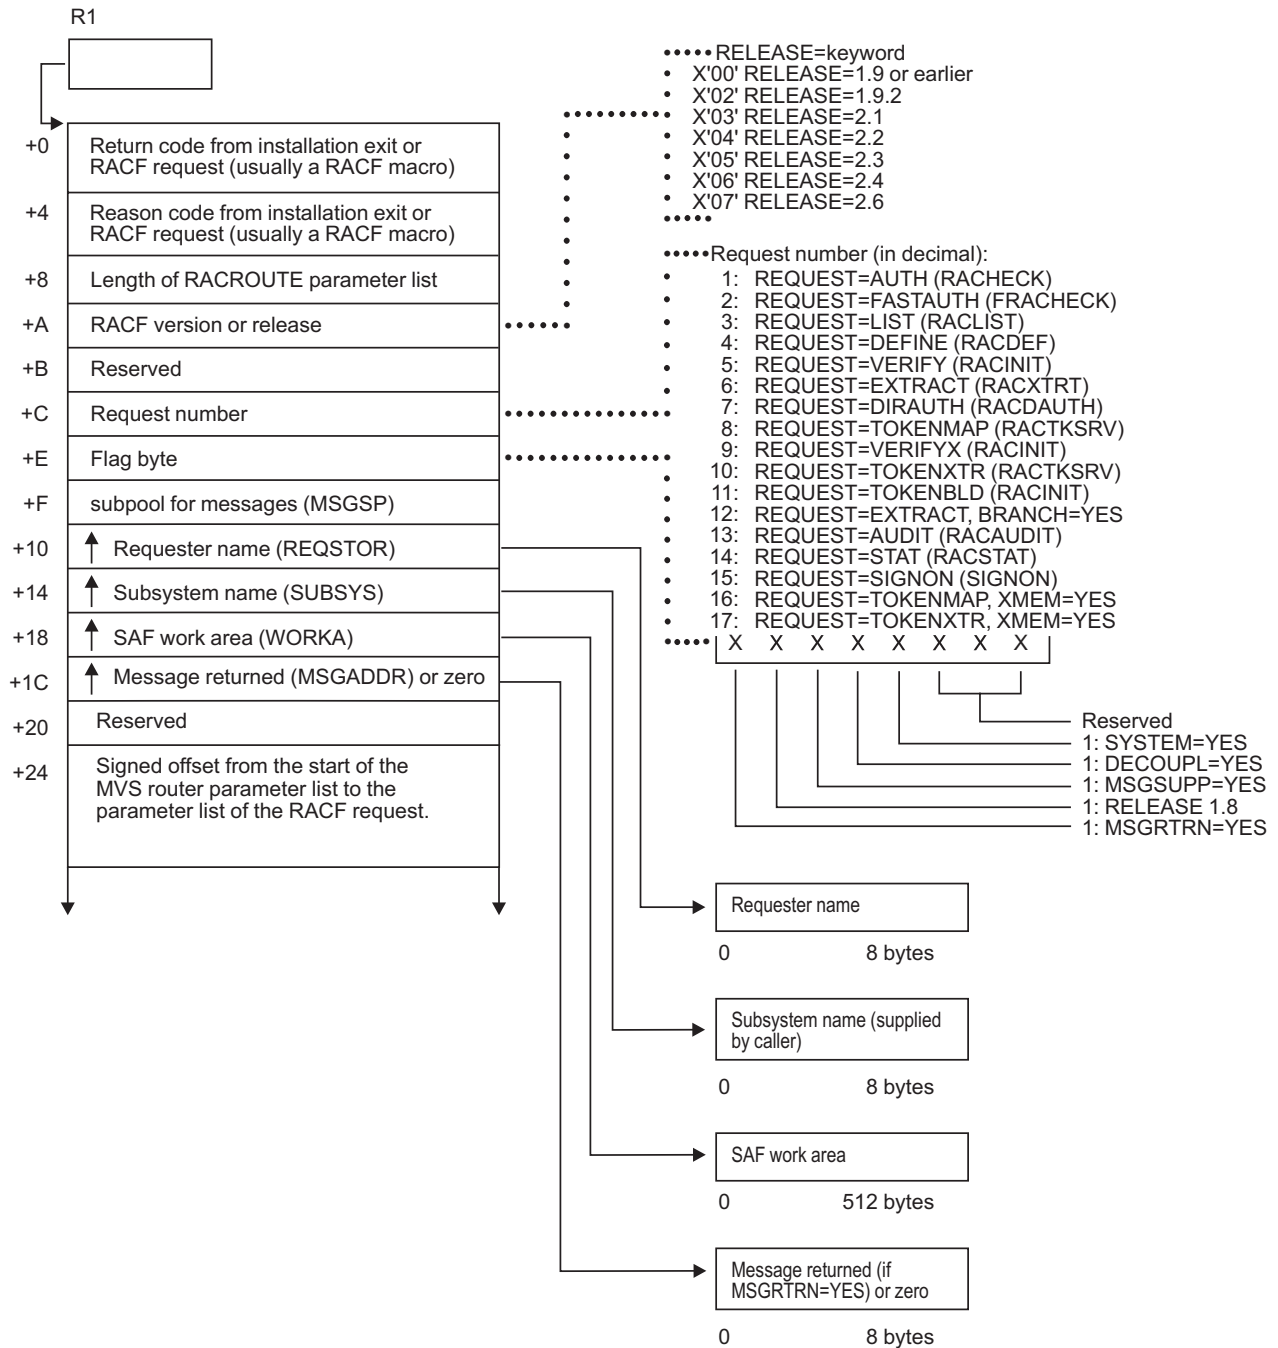 R1
+0
Return code from installation exit or
RACF request (usually a RACF macro)
+4
Reason code from installation exit or
RACF request (usually a RACF macro)
+8
Length of RACROUTE parameter list
+A
RACF version or release
+B
Reserved
+C
Request number
+E
Flag byte
+F
subpool for messages (MSGSP)
+10
Requester name (REQSTOR)
+14
Subsystem name (SUBSYS)
+18
SAF work area (WORKA)
+1C
Message returned (MSGADDR) or zero
+20
Reserved
+24
Signed offset from the start of the
MVS router parameter list to the
parameter list of the RACF request.
RELEASE=keyword
X'00' RELEASE=1.9 or earlier
X'02' RELEASE=1.9.2
X'03' RELEASE=2.1
X'04' RELEASE=2.2
X'05' RELEASE=2.3
X'06' RELEASE=2.4
X'07' RELEASE=2.6
Request number (in decimal):
1: REQUEST=AUTH (RACHECK)
2: REQUEST=FASTAUTH (FRACHECK)
3: REQUEST=LIST (RACLIST)
4: REQUEST=DEFINE (RACDEF)
5: REQUEST=VERIFY (RACINIT)
6: REQUEST=EXTRACT (RACXTRT)
7: REQUEST=DIRAUTH (RACDAUTH)
8: REQUEST=TOKENMAP (RACTKSRV)
9: REQUEST=VERIFYX (RACINIT)
10: REQUEST=TOKENXTR (RACTKSRV)
11: REQUEST=TOKENBLD (RACINIT)
12: REQUEST=EXTRACT, BRANCH=YES
13: REQUEST=AUDIT (RACAUDIT)
14: REQUEST=STAT (RACSTAT)
15: REQUEST=SIGNON (SIGNON)
16: REQUEST=TOKENMAP, XMEM=YES
17: REQUEST=TOKENXTR, XMEM=YES
X X X X X X X X
Reserved
1: SYSTEM=YES
1: DECOUPL=YES
1: MSGSUPP=YES
1: RELEASE 1.8
1: MSGRTRN=YES
Requester name
0 8 bytes
Subsystem name (supplied
by caller)
0 8 bytes
SAF work area
0 512 bytes
Message returned (if
MSGRTRN=YES) or zero
0 8 bytes